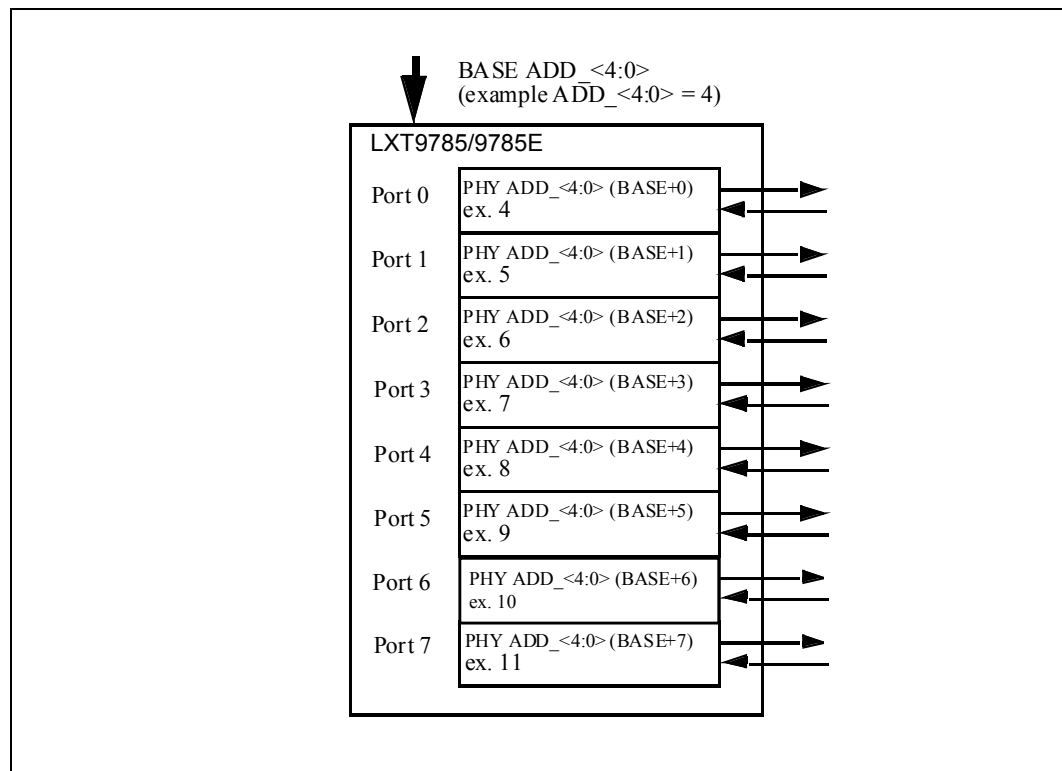 BASE ADD_<4:0>
(example ADD_<4:0> = 4)
LXT9785/9785E
Port 0
PHY ADD_<4:0> (BASE+0)
ex. 4
Port 1
PHY ADD_<4:0> (BASE+1)
ex. 5
Port 2
PHY ADD_<4:0> (BASE+2)
ex. 6
Port 3
PHY ADD_<4:0> (BASE+3)
ex. 7
Port 4
PHY ADD_<4:0> (BASE+4)
ex. 8
Port 5
PHY ADD_<4:0> (BASE+5)
ex. 9
Port 6
PHY ADD_<4:0> (BASE+6)
ex. 10
Port 7
PHY ADD_<4:0> (BASE+7)
ex. 11